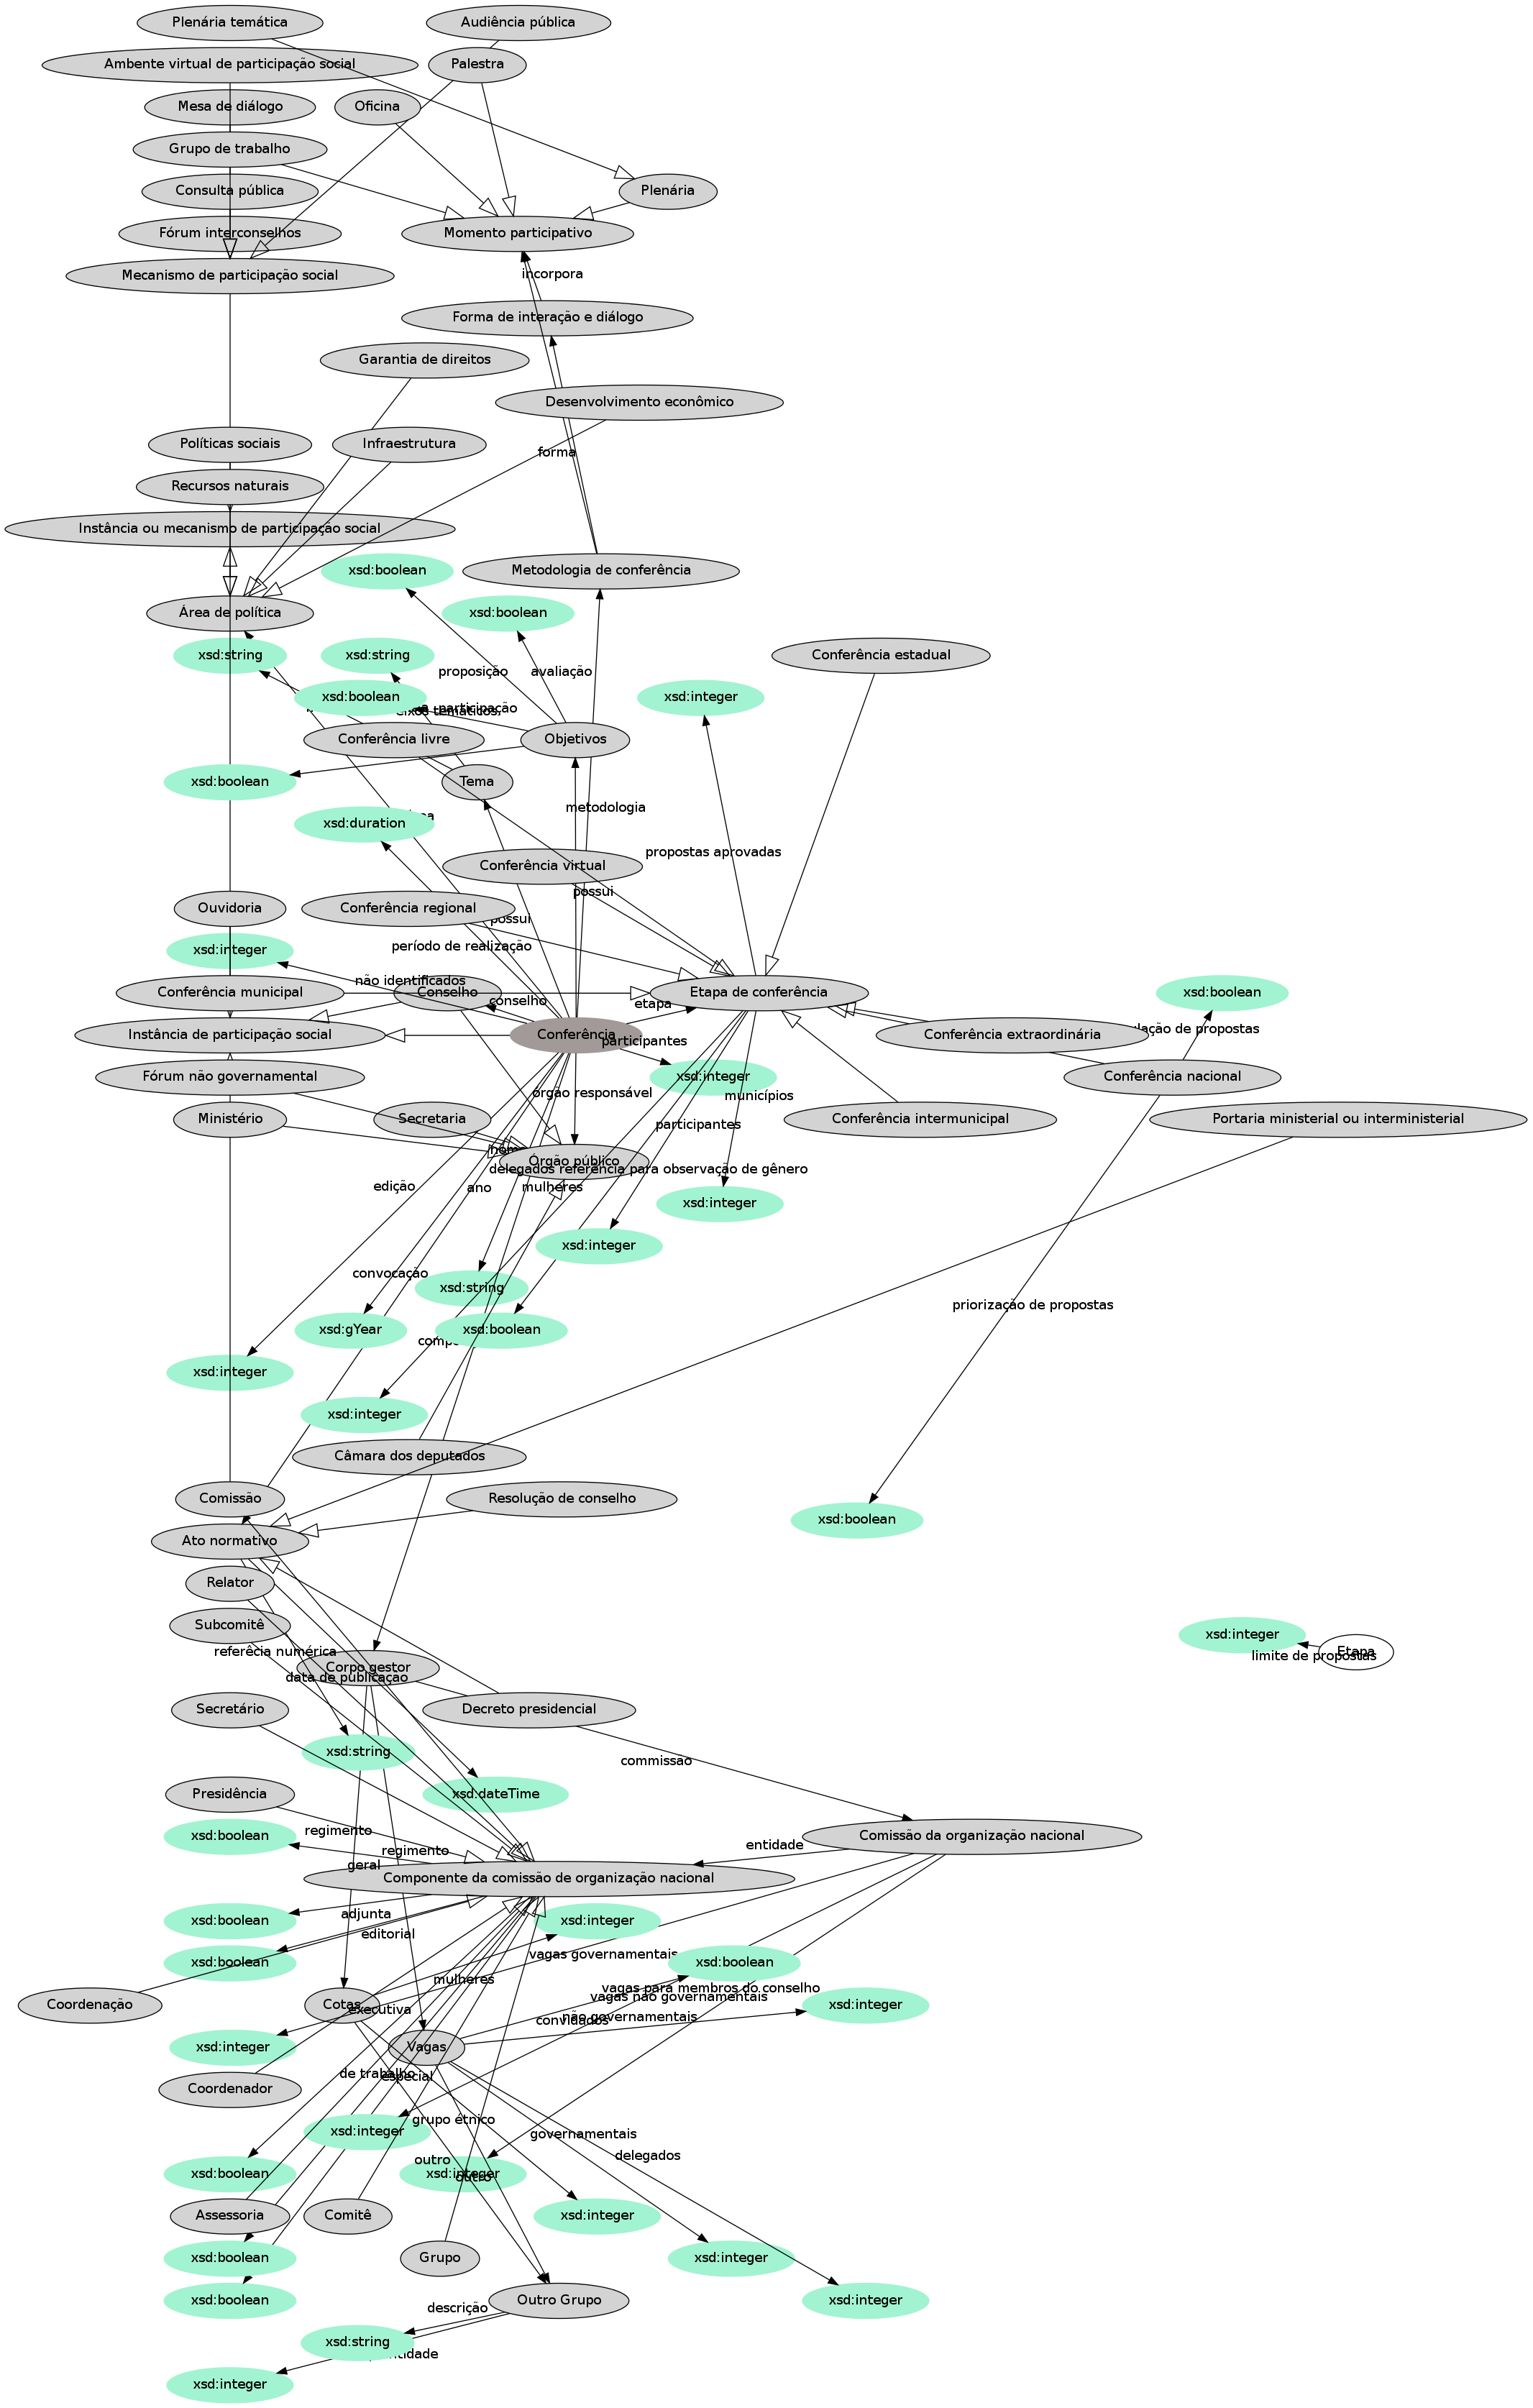 Plenária temática
Audiência pública
Ambente virtual de participação social
Palestra
Mesa de diálogo
Oficina
Grupo de trabalho
Consulta pública
Plenária
Fórum interconselhos
Momento participativo
Mecanismo de participação social
incorpora
Forma de interação e diálogo
Garantia de direitos
Desenvolvimento econômico
Políticas sociais
Infraestrutura
forma
Recursos naturais
Instância ou mecanismo de participação social
xsd:boolean
Metodologia de conferência
Área de política
xsd:boolean
xsd:string
xsd:string
Conferência estadual
proposição
avaliação
xsd:boolean
xsd:integer
participação
eixos temáticos,
Conferência livre
Objetivos
xsd:boolean
Tema
metodologia
xsd:duration
propostas aprovadas
Conferência virtual
possui
Ouvidoria
Conferência regional
possui
período de realização
xsd:integer
não identificados
Conferência municipal
Conselho
conselho
Etapa de conferência
etapa
xsd:boolean
Instância de participação social
Conferência
participantes
Conferência extraordinária
lação de propostas
Fórum não governamental
xsd:integer
Conferência nacional
órgão responsável
municípios
Ministério
Secretaria
participantes
Conferência intermunicipal
Portaria ministerial ou interministerial
Órgão público
delegados referência para observação de gênero
edição
ano
mulheres
xsd:integer
xsd:integer
convocação
xsd:string
xsd:gYear
xsd:boolean
priorização de propostas
xsd:integer
xsd:integer
Câmara dos deputados
Comissão
Resolução de conselho
xsd:boolean
Ato normativo
Relator
Subcomitê
xsd:integer
referêcia numérica
Etapa
limite de propostas
Corpo gestor
data de publicação
Secretário
Decreto presidencial
xsd:string
commissao
Presidência
xsd:dateTime
regimento
xsd:boolean
Comissão da organização nacional
regimento
entidade
geral
Componente da comissão de organização nacional
adjunta
xsd:boolean
xsd:integer
editorial
xsd:boolean
vagas governamentais
xsd:boolean
mulheres
vagas para membros do conselho
vagas não governamentais
Coordenação
Cotas
executiva
xsd:integer
não governamentais
convidados
xsd:integer
Vagas
de trabalho
especial
Coordenador
grupo étnico
xsd:integer
governamentais
outro
delegados
xsd:boolean
xsd:integer
outro
Assessoria
Comitê
xsd:integer
xsd:boolean
Grupo
xsd:integer
xsd:boolean
Outro Grupo
xsd:integer
descrição
xsd:string
xsd:integer